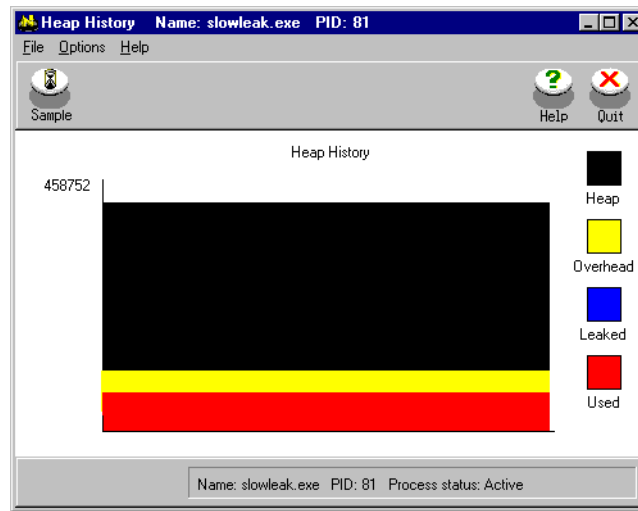 Heap History Name: slowleak.exe PID: 81
File Options Help
Sample Help Quit
Heap History
458752
Heap
Overhead
Leaked
Used
Name: slowleak.exe PID: 81 Process status: Active